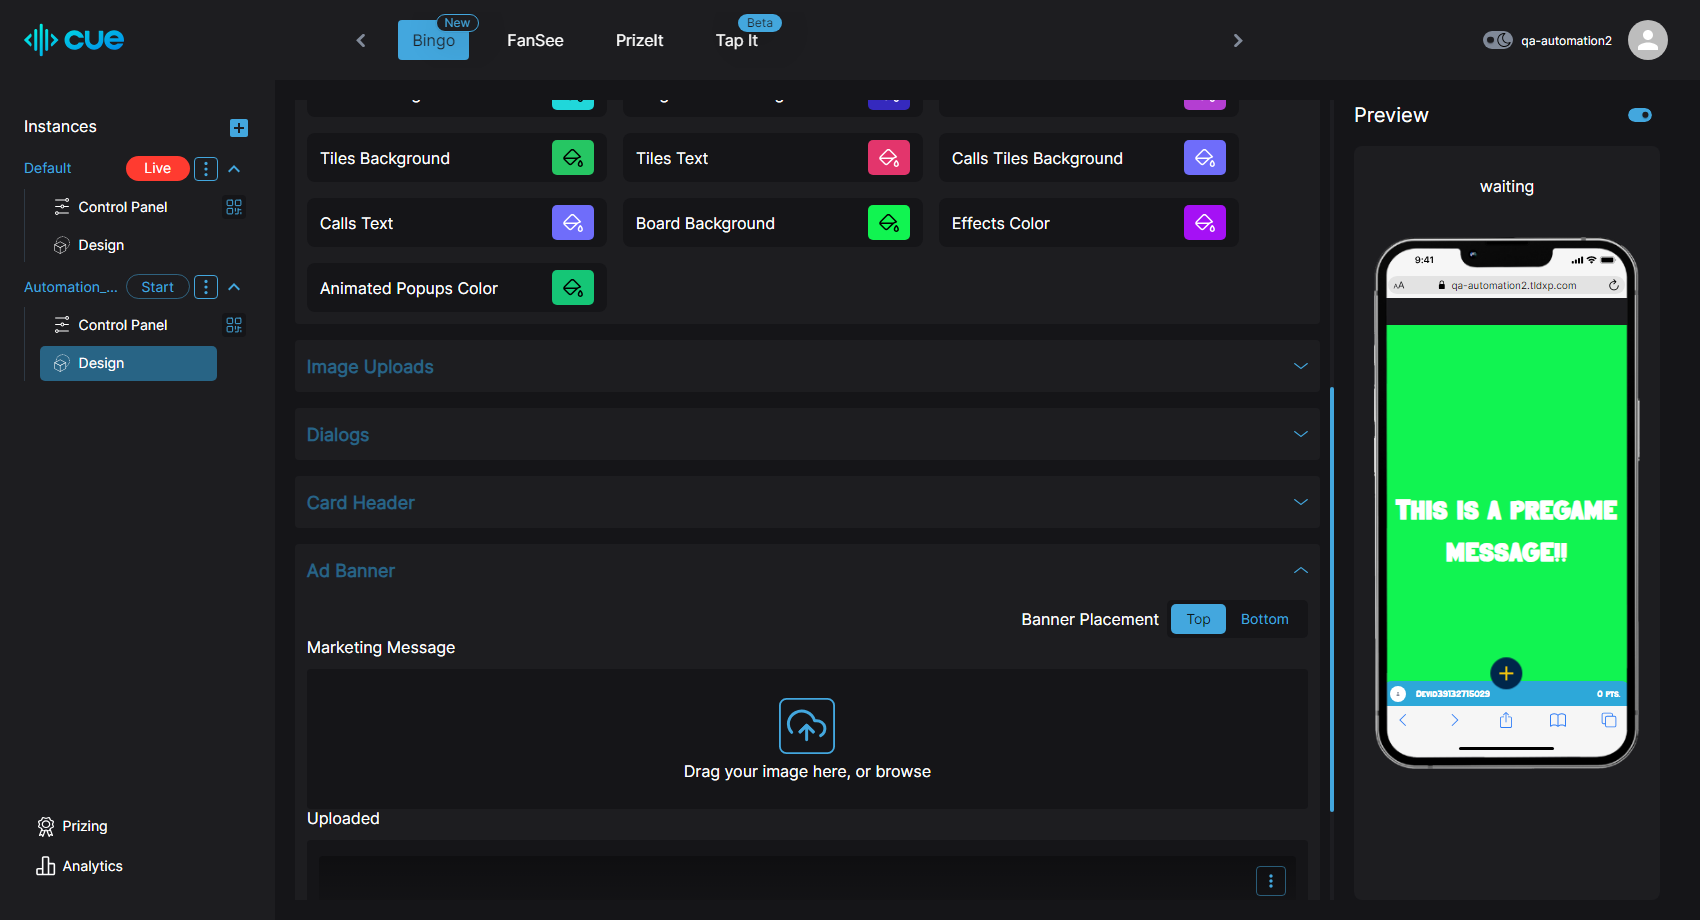 cue
New
Bingo
FanSee
PrizeIt
Beta
Tap It
qa-automation2
Instances
Default
Live
Control Panel
Design
Automation_...
Start
Control Panel
Design
Prizing
Analytics
Tiles Background
Tiles Text
Calls Tiles Background
Calls Text
Board Background
Effects Color
Animated Popups Color
Image Uploads
Dialogs
Card Header
Ad Banner
Banner Placement
Top
Bottom
Marketing Message
Drag your image here, or browse
Uploaded
Preview
waiting
9:41
AA
qa-automation2.tldxp.com
THIS IS A PREGAME
MESSAGE!!
DEVID39132715029
0 PTS.